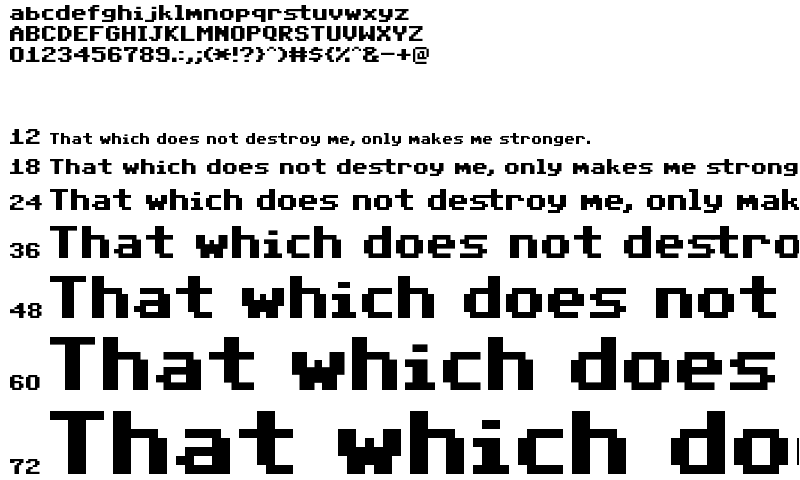 abcdefghijklmnopqrstuvwxyz
ABCDEFGHIJKLMNOPQRSTUVWXYZ
0123456789.:,;(*!?}^)#${%^&-+@
12 That which does not destroy me, only makes me stronger.
18 That which does not destroy me, only makes me strong
24 That which does not destroy me, only mak
36 That which does not destro
48 That which does not
60 That which does
72 That which do